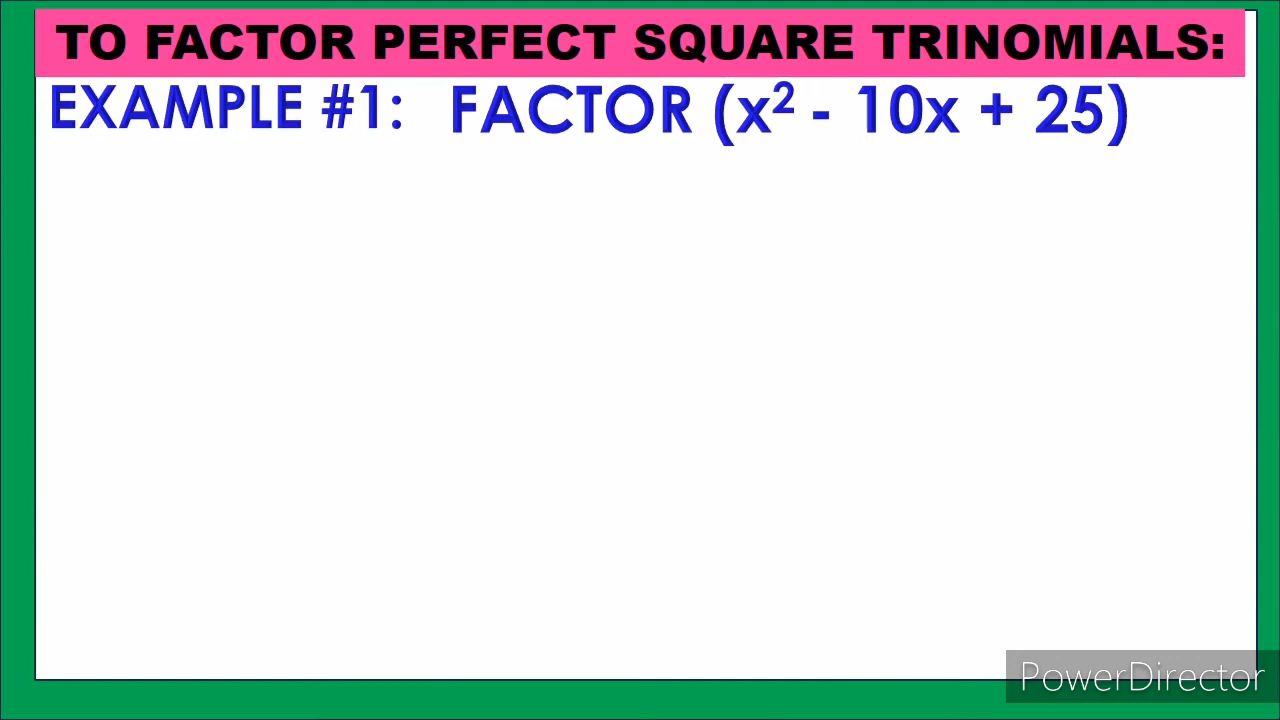 TO FACTOR PERFECT SQUARE TRINOMIALS:
EXAMPLE #1: FACTOR (x² - 10x + 25)
PowerDirector